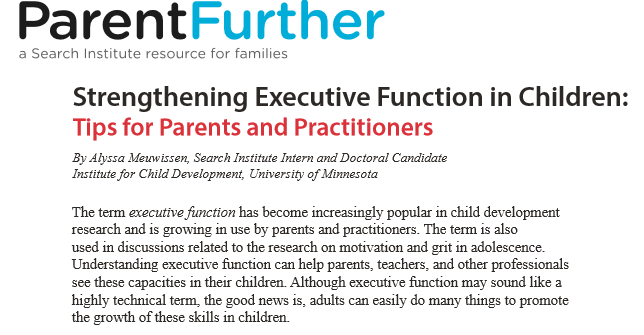 ParentFurther
a Search Institute resource for families
Strengthening Executive Function in Children:
Tips for Parents and Practitioners
By Alyssa Meuwissen, Search Institute Intern and Doctoral Candidate
Institute for Child Development, University of Minnesota
The term executive function has become increasingly popular in child development
research and is growing in use by parents and practitioners. The term is also
used in discussions related to the research on motivation and grit in adolescence.
Understanding executive function can help parents, teachers, and other professionals
see these capacities in their children. Although executive function may sound like a
highly technical term, the good news is, adults can easily do many things to promote
the growth of these skills in children.